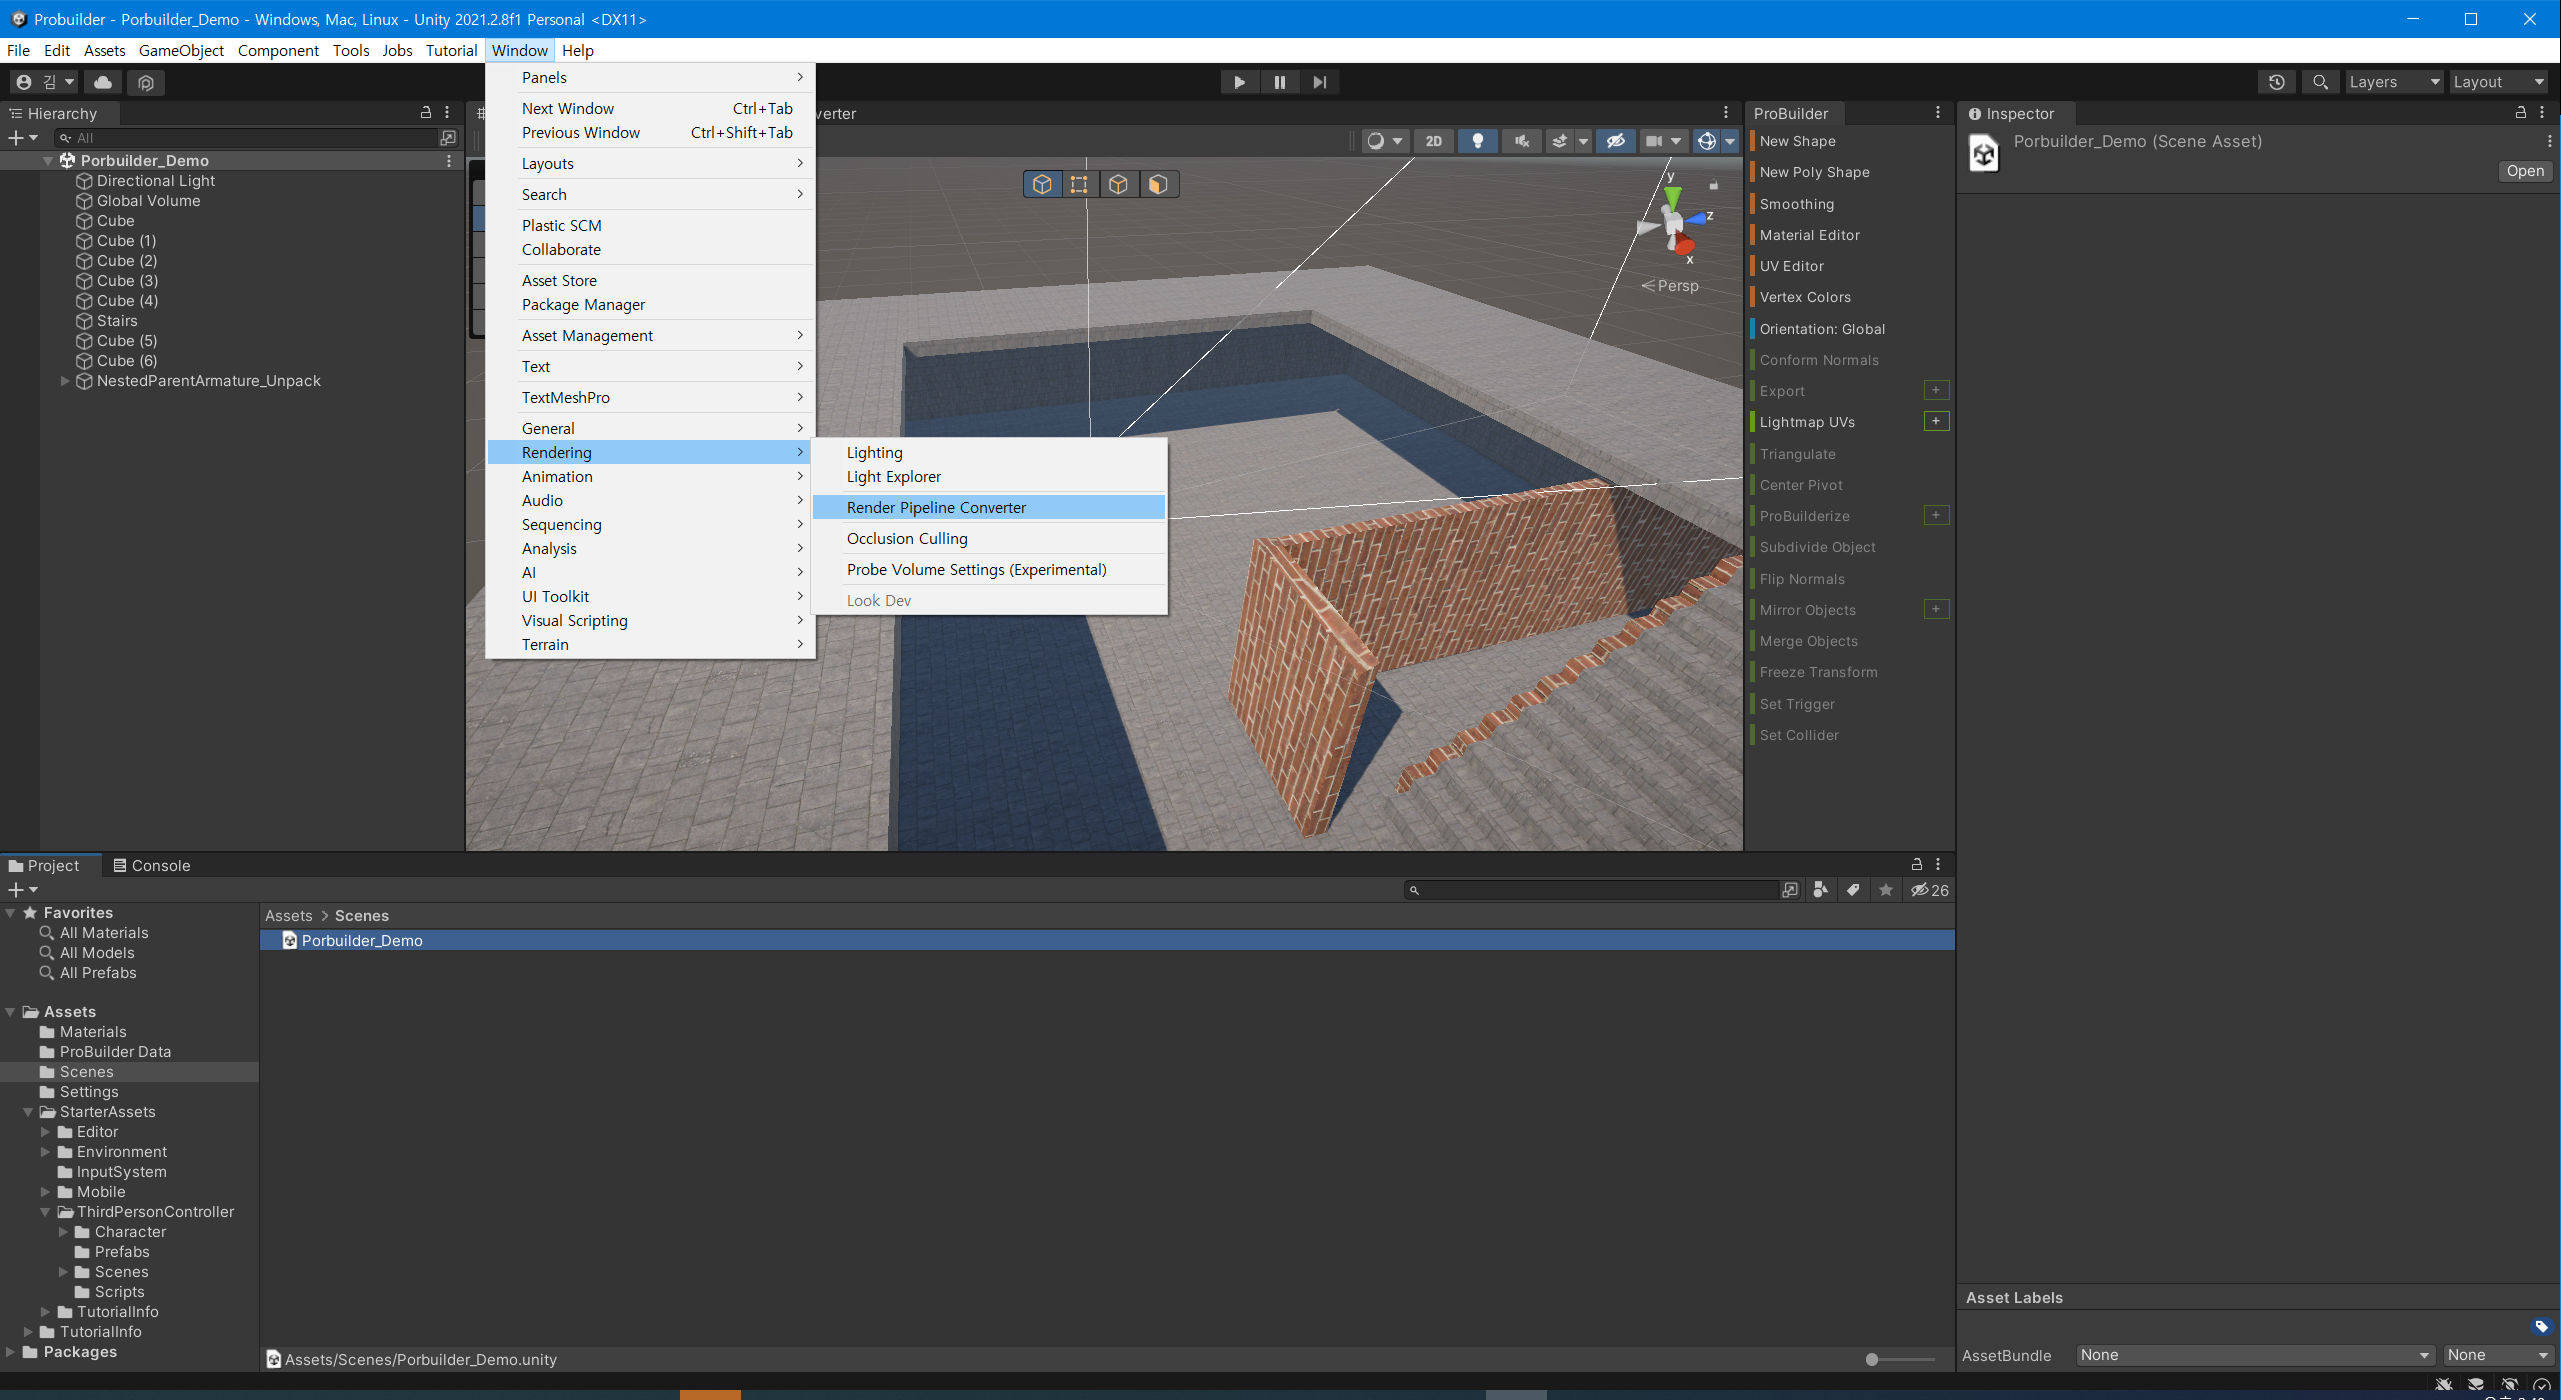 Probuilder - Porbuilder_Demo - Windows, Mac, Linux - Unity 2021.2.8f1 Personal <DX11>
File Edit Assets GameObject Component Tools Jobs Tutorial Window Help
김 Layers Layout
Hierarchy
All
Porbuilder_Demo
Directional Light
Global Volume
Cube
Cube (1)
Cube (2)
Cube (3)
Cube (4)
Stairs
Cube (5)
Cube (6)
NestedParentArmature_Unpack
Panels
Next Window Ctrl+Tab
Previous Window Ctrl+Shift+Tab
Layouts
Search
Plastic SCM
Collaborate
Asset Store
Package Manager
Asset Management
Text
TextMeshPro
General
Rendering
Animation
Audio
Sequencing
Analysis
AI
UI Toolkit
Visual Scripting
Terrain
Lighting
Light Explorer
Render Pipeline Converter
Occlusion Culling
Probe Volume Settings (Experimental)
Look Dev
verter
2D
y
z
x
Persp
ProBuilder
New Shape
New Poly Shape
Smoothing
Material Editor
UV Editor
Vertex Colors
Orientation: Global
Conform Normals
Export +
Lightmap UVs +
Triangulate
Center Pivot
ProBuilderize +
Subdivide Object
Flip Normals
Mirror Objects +
Merge Objects
Freeze Transform
Set Trigger
Set Collider
Inspector
Porbuilder_Demo (Scene Asset)
Open
Project Console
26
Favorites
All Materials
All Models
All Prefabs
Assets
Materials
ProBuilder Data
Scenes
Settings
StarterAssets
Editor
Environment
InputSystem
Mobile
ThirdPersonController
Character
Prefabs
Scenes
Scripts
TutorialInfo
TutorialInfo
Packages
Assets > Scenes
Porbuilder_Demo
Assets/Scenes/Porbuilder_Demo.unity
Asset Labels
AssetBundle None None